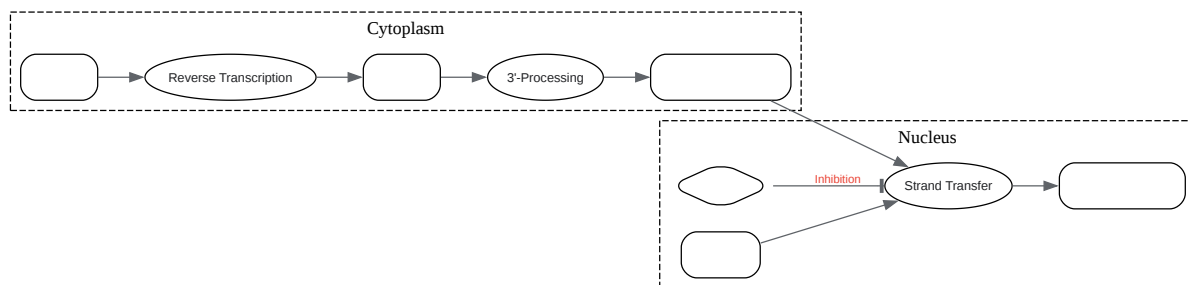 Cytoplasm
Reverse Transcription
3'-Processing
Nucleus
Inhibition
Strand Transfer